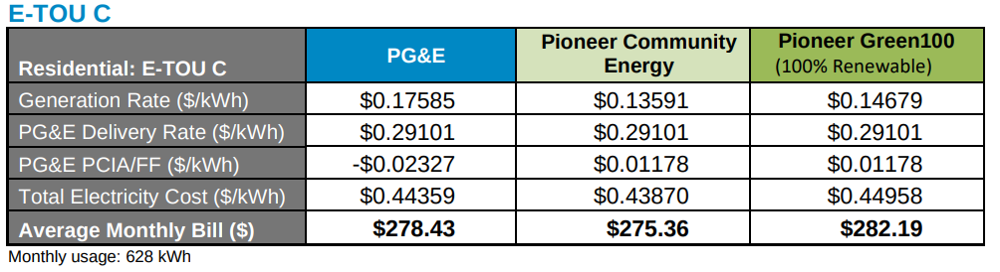 E-TOU C
Residential: E-TOU C PG&E Pioneer Community Energy Pioneer Green100 (100% Renewable)
Generation Rate ($/kWh) $0.17585 $0.13591 $0.14679
PG&E Delivery Rate ($/kWh) $0.29101 $0.29101 $0.29101
PG&E PCIA/FF ($/kWh) -$0.02327 $0.01178 $0.01178
Total Electricity Cost ($/kWh) $0.44359 $0.43870 $0.44958
Average Monthly Bill ($) $278.43 $275.36 $282.19
Monthly usage: 628 kWh